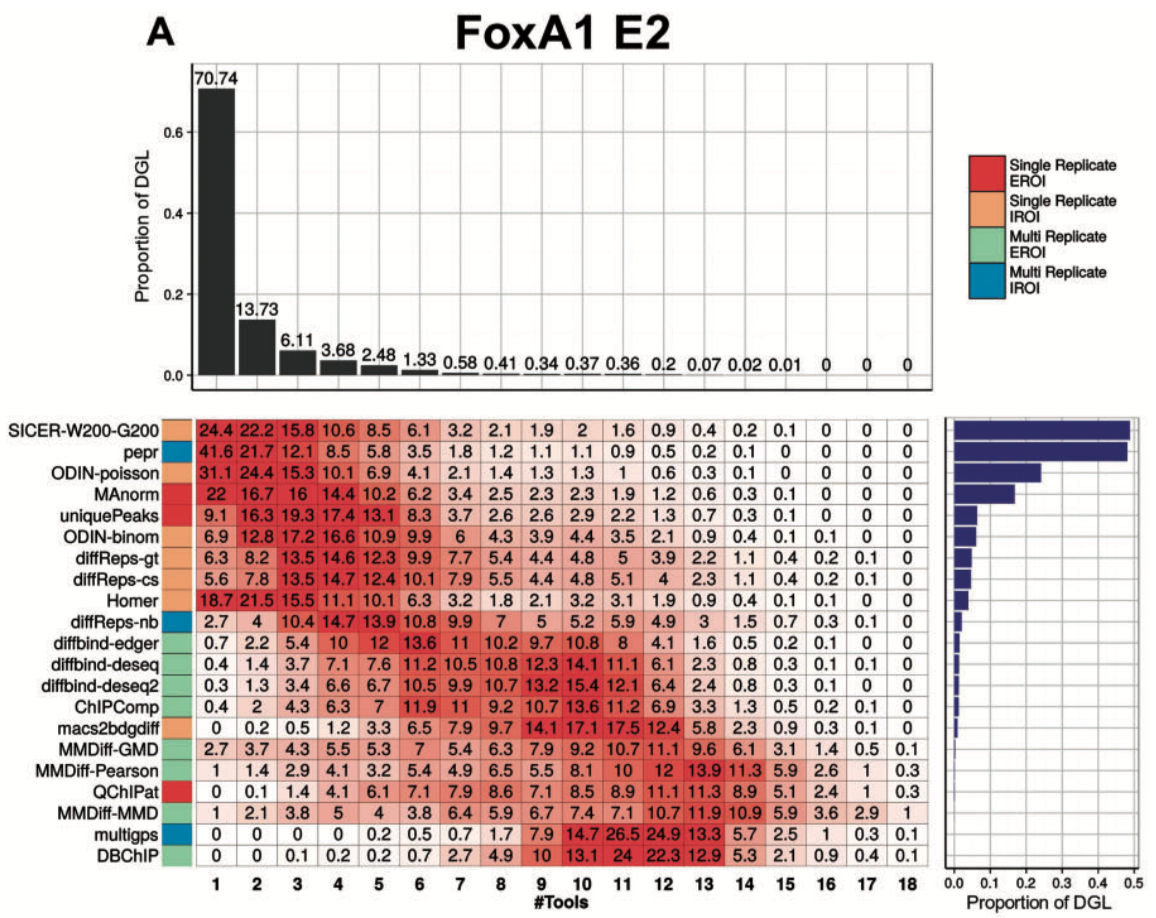 A
FoxA1 E2
Proportion of DGL
0.6
0.4
0.2
0.0
70.74
13.73
6.11
3.68
2.48
1.33
0.58
0.41
0.34
0.37
0.36
0.2
0.07
0.02
0.01
0
0
0
Single Replicate
EROI
Single Replicate
IROI
Multi Replicate
EROI
Multi Replicate
IROI
SICER-W200-G200 24.4 22.2 15.8 10.6 8.5 6.1 3.2 2.1 1.9 2 1.6 0.9 0.4 0.2 0.1 0 0 0
pepr 41.6 21.7 12.1 8.5 5.8 3.5 1.8 1.2 1.1 1.1 0.9 0.5 0.2 0.1 0 0 0 0
ODIN-poisson 31.1 24.4 15.3 10.1 6.9 4.1 2.1 1.4 1.3 1.3 1 0.6 0.3 0.1 0 0 0 0
MAnorm 22 16.7 16 14.4 10.2 6.2 3.4 2.5 2.3 2.3 1.9 1.2 0.6 0.3 0.1 0 0 0
uniquePeaks 9.1 16.3 19.3 17.4 13.1 8.3 3.7 2.6 2.6 2.9 2.2 1.3 0.7 0.3 0.1 0 0 0
ODIN-binom 6.9 12.8 17.2 16.6 10.9 9.9 6 4.3 3.9 4.4 3.5 2.1 0.9 0.4 0.1 0.1 0 0
diffReps-gt 6.3 8.2 13.5 14.6 12.3 9.9 7.7 5.4 4.4 4.8 5 3.9 2.2 1.1 0.4 0.2 0.1 0
diffReps-cs 5.6 7.8 13.5 14.7 12.4 10.1 7.9 5.5 4.4 4.8 5.1 4 2.3 1.1 0.4 0.2 0.1 0
Homer 18.7 21.5 15.5 11.1 10.1 6.3 3.2 1.8 2.1 3.2 3.1 1.9 0.9 0.4 0.1 0.1 0 0
diffReps-nb 2.7 4 10.4 14.7 13.9 10.8 9.9 7 5 5.2 5.9 4.9 3 1.5 0.7 0.3 0.1 0
diffbind-edger 0.7 2.2 5.4 10 12 13.6 11 10.2 9.7 10.8 8 4.1 1.6 0.5 0.2 0.1 0 0
diffbind-deseq 0.4 1.4 3.7 7.1 7.6 11.2 10.5 10.8 12.3 14.1 11.1 6.1 2.3 0.8 0.3 0.1 0.1 0
diffbind-deseq2 0.3 1.3 3.4 6.6 6.7 10.5 9.9 10.7 13.2 15.4 12.1 6.4 2.4 0.8 0.3 0.1 0 0
ChIPComp 0.4 2 4.3 6.3 7 11.9 11 9.2 10.7 13.6 11.2 6.9 3.3 1.3 0.5 0.2 0.1 0
macs2bdgdiff 0 0.2 0.5 1.2 3.3 6.5 7.9 9.7 14.1 17.1 17.5 12.4 5.8 2.3 0.9 0.3 0.1 0
MMDiff-GMD 2.7 3.7 4.3 5.5 5.3 7 5.4 6.3 7.9 9.2 10.7 11.1 9.6 6.1 3.1 1.4 0.5 0.1
MMDiff-Pearson 1 1.4 2.9 4.1 3.2 5.4 4.9 6.5 5.5 8.1 10 12 13.9 11.3 5.9 2.6 1 0.3
QChIPat 0 0.1 1.4 4.1 6.1 7.1 7.9 8.6 7.1 8.5 8.9 11.1 11.3 8.9 5.1 2.4 1 0.3
MMDiff-MMD 1 2.1 3.8 5 4 3.8 6.4 5.9 6.7 7.4 7.1 10.7 11.9 10.9 5.9 3.6 2.9 1
multigps 0 0 0 0 0.2 0.5 0.7 1.7 7.9 14.7 26.5 24.9 13.3 5.7 2.5 1 0.3 0.1
DBChIP 0 0 0.1 0.2 0.2 0.7 2.7 4.9 10 13.1 24 22.3 12.9 5.3 2.1 0.9 0.4 0.1
1 2 3 4 5 6 7 8 9 10 11 12 13 14 15 16 17 18
#Tools
0.0 0.1 0.2 0.3 0.4 0.5
Proportion of DGL